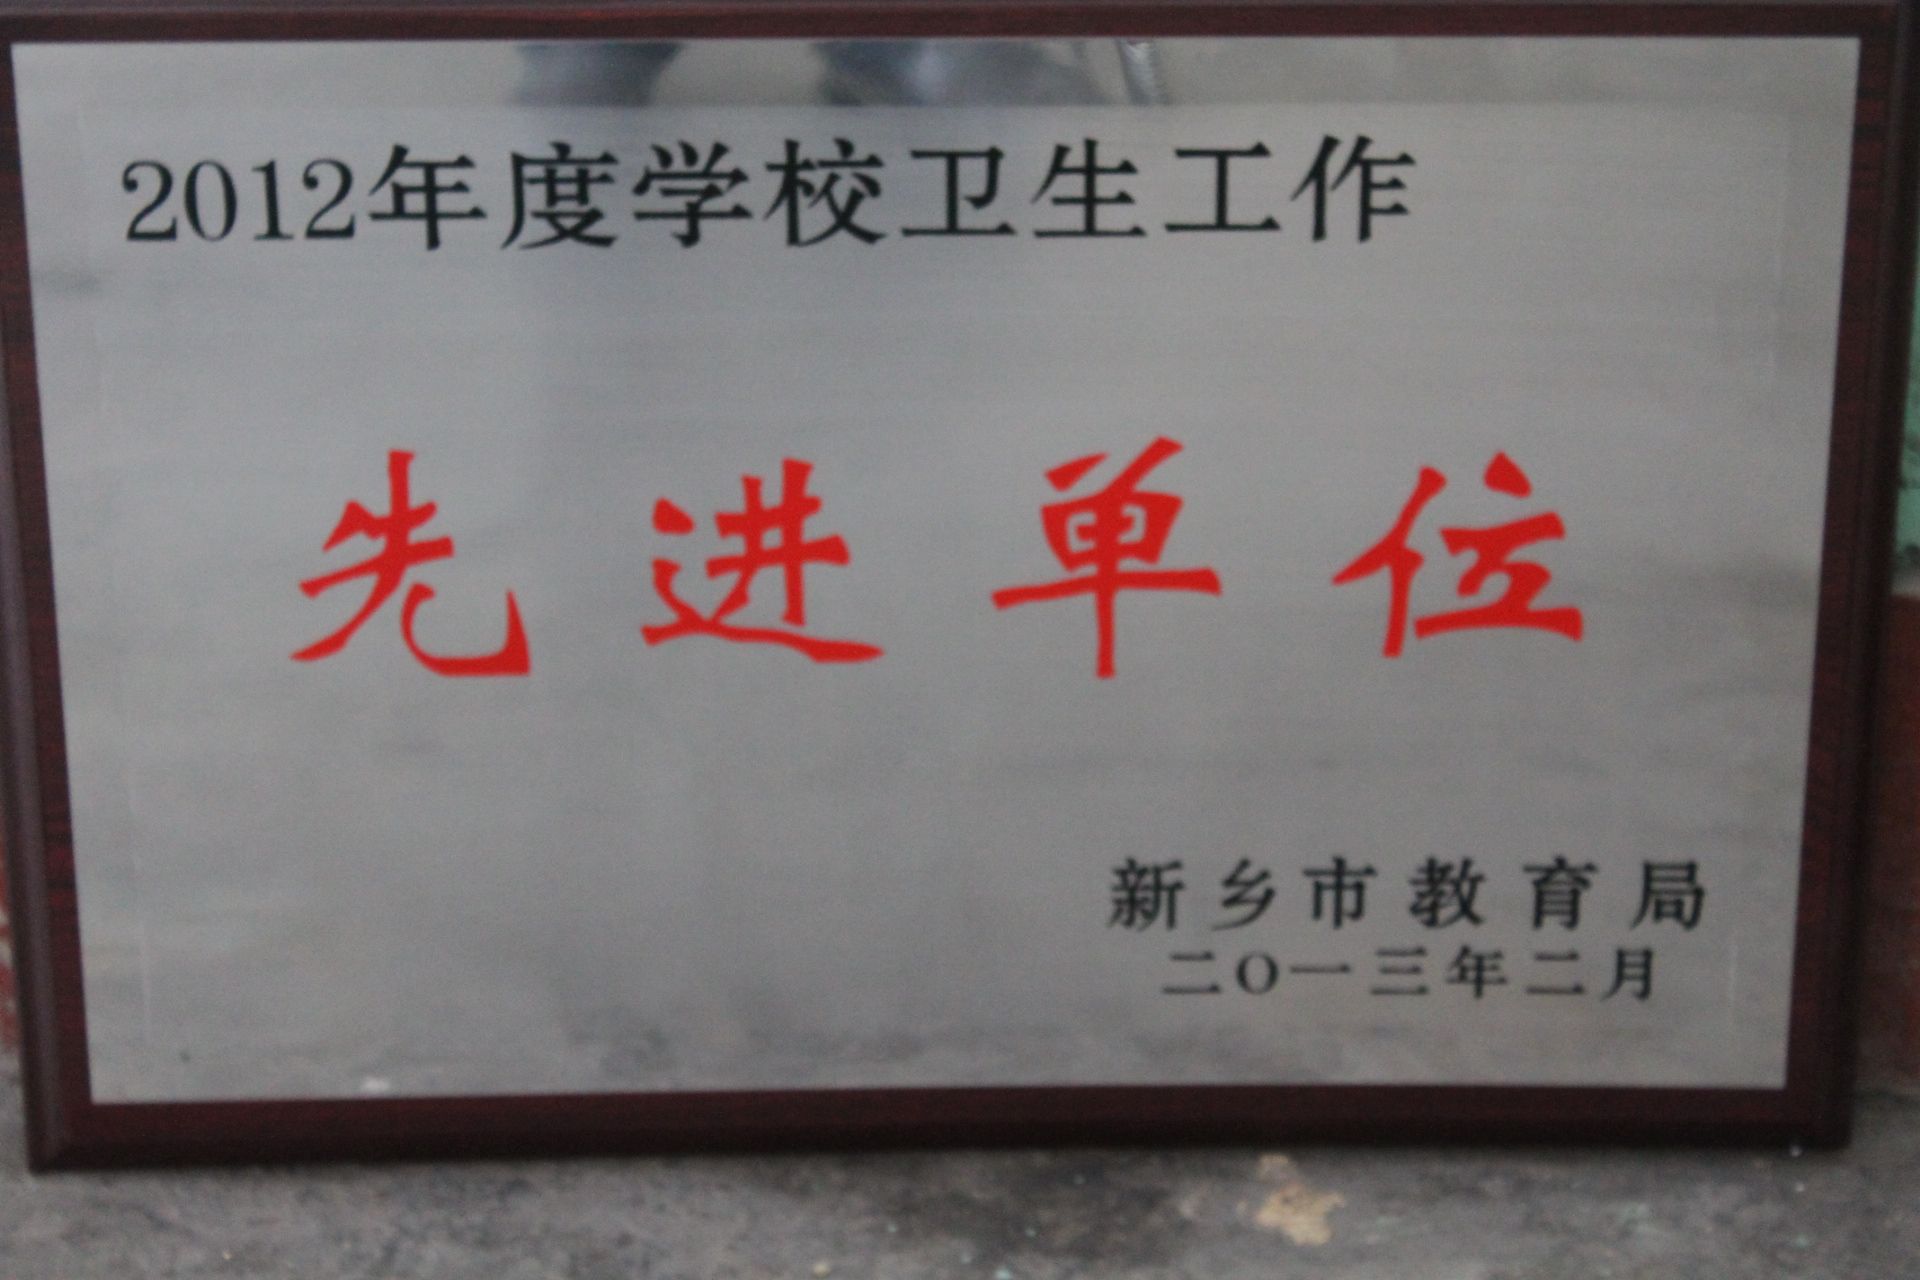 2012年度学校卫生工作
先进单位
新乡市教育局
二〇一三年二月